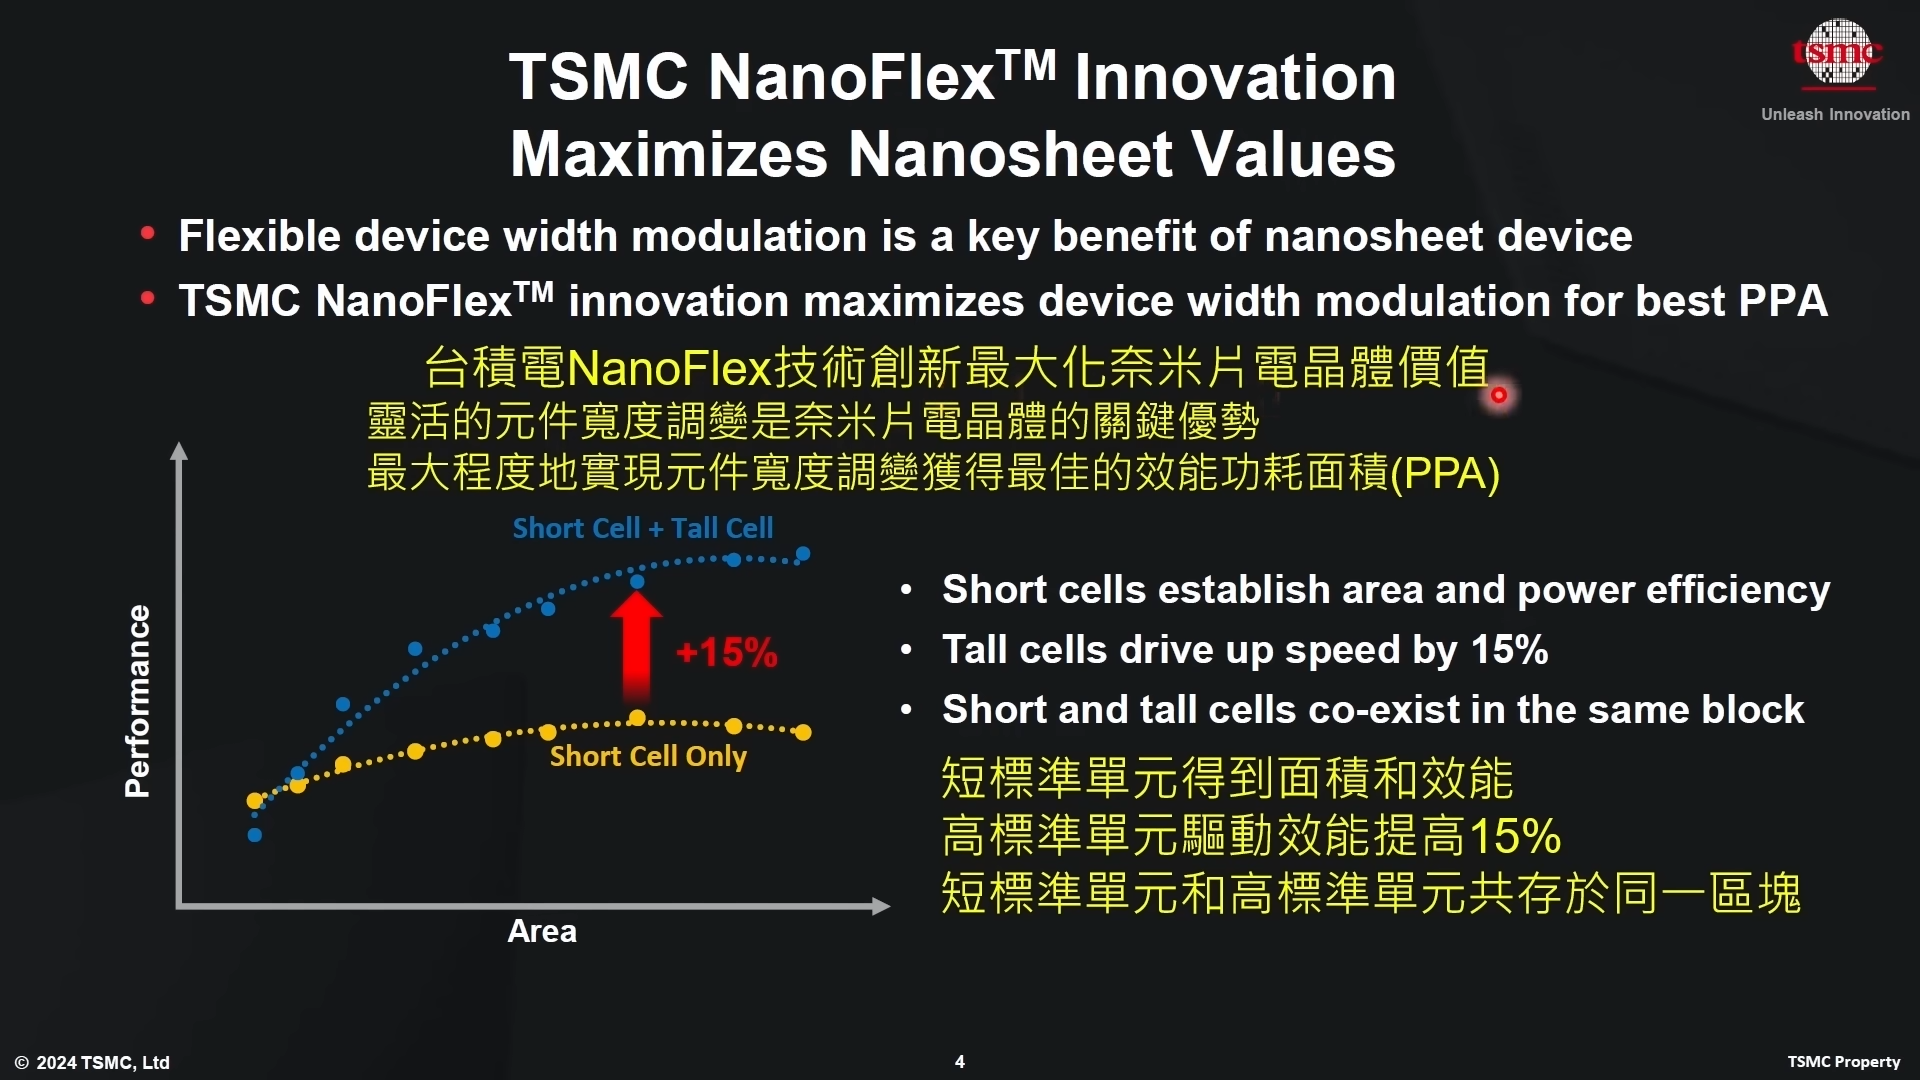 tsmc
Unleash Innovation
TSMC NanoFlex™ Innovation
Maximizes Nanosheet Values
• Flexible device width modulation is a key benefit of nanosheet device
• TSMC NanoFlex™ innovation maximizes device width modulation for best PPA
台積電NanoFlex技術創新最大化奈米片電晶體價值
靈活的元件寬度調變是奈米片電晶體的關鍵優勢
最大程度地實現元件寬度調變獲得最佳的效能功耗面積(PPA)
Performance
Short Cell + Tall Cell
+15%
Short Cell Only
Area
• Short cells establish area and power efficiency
• Tall cells drive up speed by 15%
• Short and tall cells co-exist in the same block
短標準單元得到面積和效能
高標準單元驅動效能提高15%
短標準單元和高標準單元共存於同一區塊
© 2024 TSMC, Ltd
4
TSMC Property